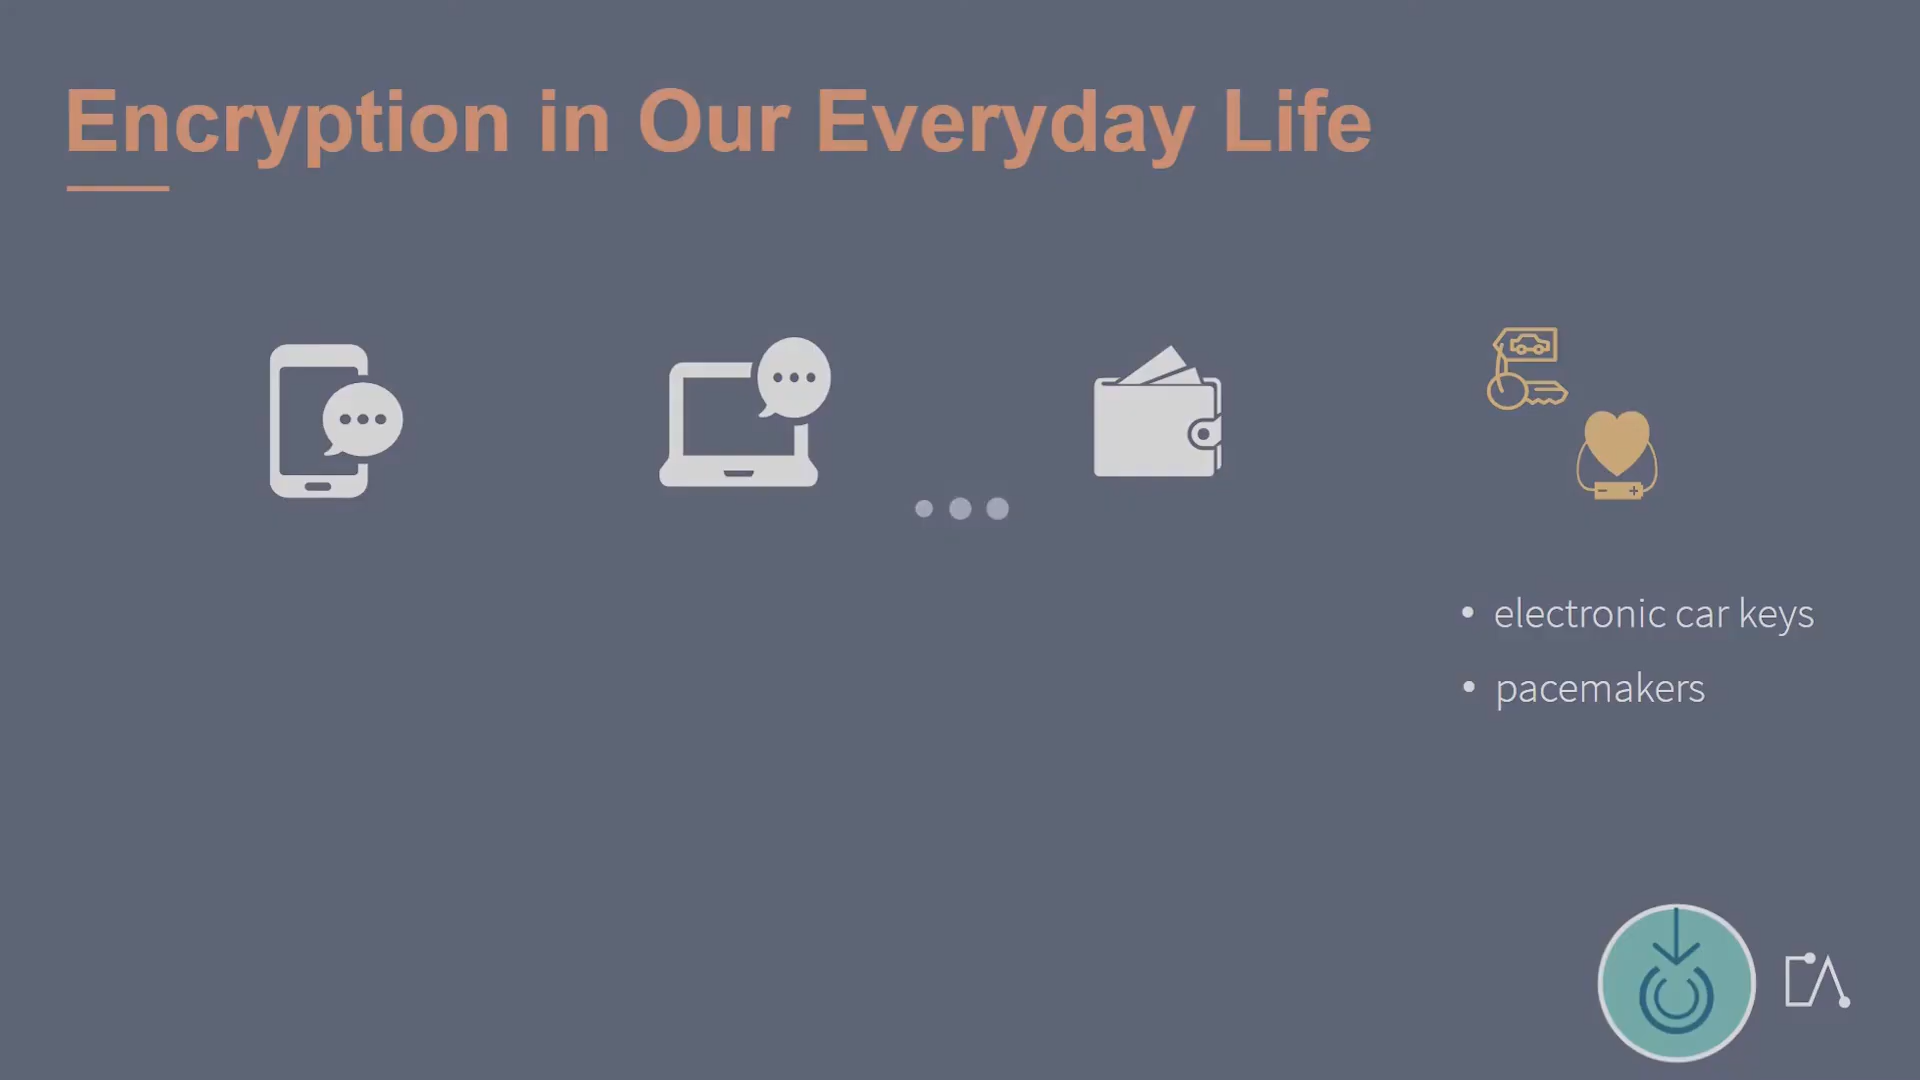 Encryption in Our Everyday Life
• electronic car keys
• pacemakers